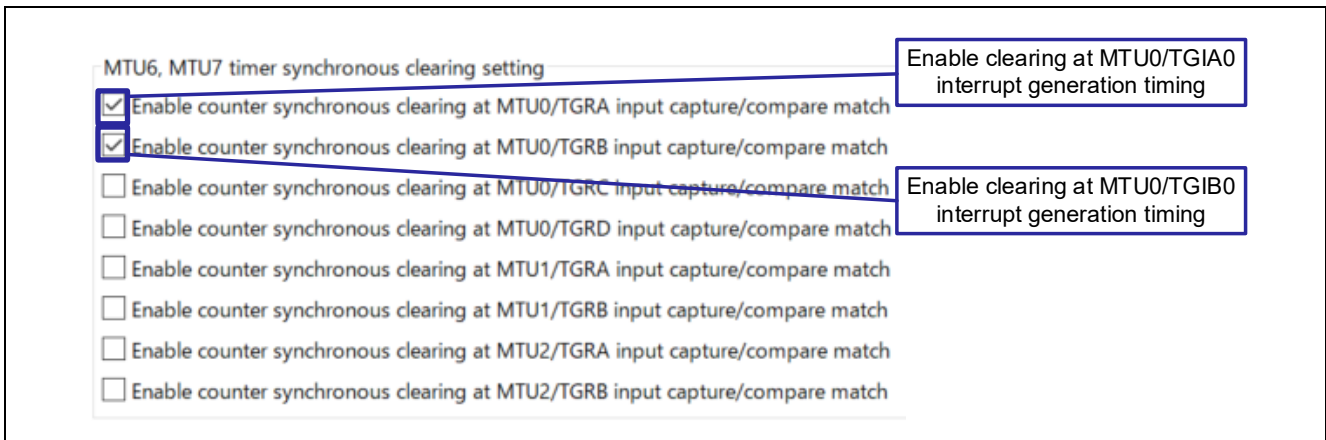 MTU6, MTU7 timer synchronous clearing setting
Enable counter synchronous clearing at MTU0/TGRA input capture/compare match
Enable counter synchronous clearing at MTU0/TGRB input capture/compare match
Enable counter synchronous clearing at MTU0/TGRC input capture/compare match
Enable counter synchronous clearing at MTU0/TGRD input capture/compare match
Enable counter synchronous clearing at MTU1/TGRA input capture/compare match
Enable counter synchronous clearing at MTU1/TGRB input capture/compare match
Enable counter synchronous clearing at MTU2/TGRA input capture/compare match
Enable counter synchronous clearing at MTU2/TGRB input capture/compare match
Enable clearing at MTU0/TGIA0
interrupt generation timing
Enable clearing at MTU0/TGIB0
interrupt generation timing